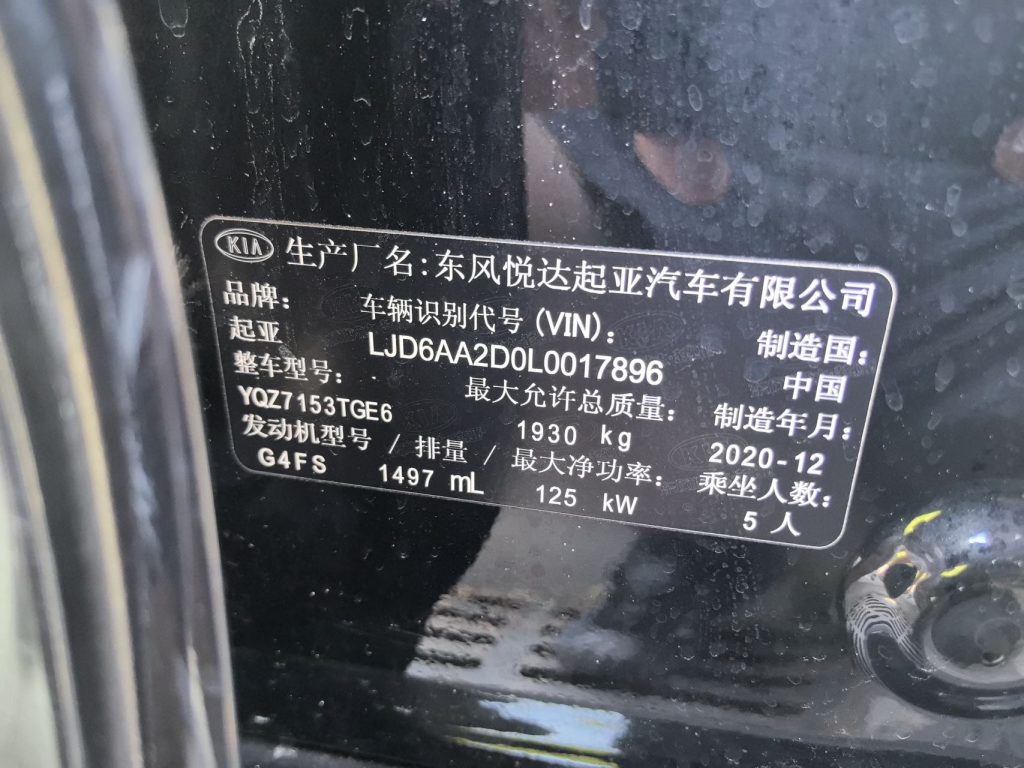 KIA 生产厂名:东风悦达起亚汽车有限公司
品牌: 车辆识别代号(VIN): 制造国:
起亚 LJD6AA2D0L0017896 中国
整车型号: 最大允许总质量: 制造年月:
YQZ7153TGE6 1930 kg 2020-12
发动机型号 / 排量 / 最大净功率: 乘坐人数:
G4FS 1497 mL 125 kW 5 人